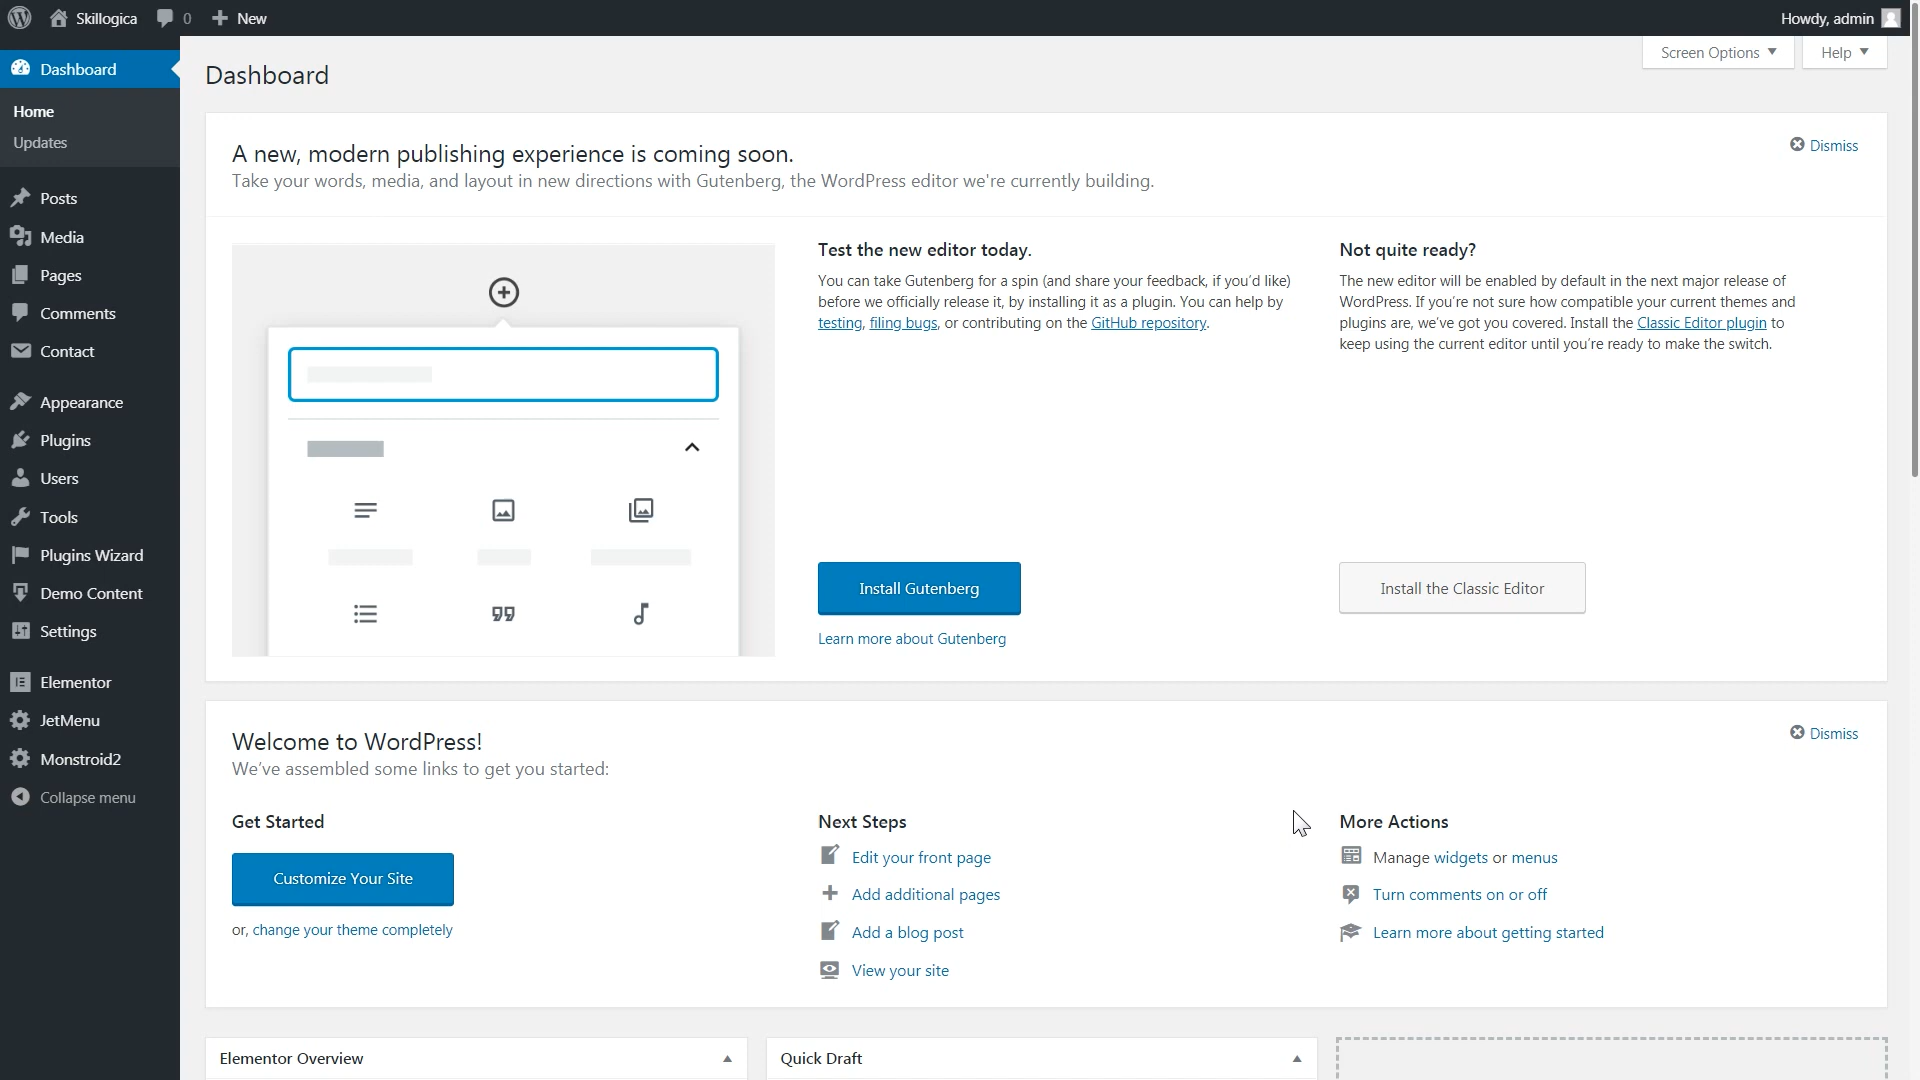 Skillogica
0
New
Howdy, admin
Dashboard
Home
Updates
Posts
Media
Pages
Comments
Contact
Appearance
Plugins
Users
Tools
Plugins Wizard
Demo Content
Settings
Elementor
JetMenu
Monstroid2
Collapse menu
Screen Options
Help
Dashboard
A new, modern publishing experience is coming soon.
Dismiss
Take your words, media, and layout in new directions with Gutenberg, the WordPress editor we're currently building.
Test the new editor today.
You can take Gutenberg for a spin (and share your feedback, if you'd like)
before we officially release it, by installing it as a plugin. You can help by
testing, filing bugs, or contributing on the GitHub repository.
Install Gutenberg
Learn more about Gutenberg
Not quite ready?
The new editor will be enabled by default in the next major release of
WordPress. If you're not sure how compatible your current themes and
plugins are, we've got you covered. Install the Classic Editor plugin to
keep using the current editor until you're ready to make the switch.
Install the Classic Editor
Welcome to WordPress!
Dismiss
We've assembled some links to get you started:
Get Started
Customize Your Site
or, change your theme completely
Next Steps
Edit your front page
Add additional pages
Add a blog post
View your site
More Actions
Manage widgets or menus
Turn comments on or off
Learn more about getting started
Elementor Overview
Quick Draft